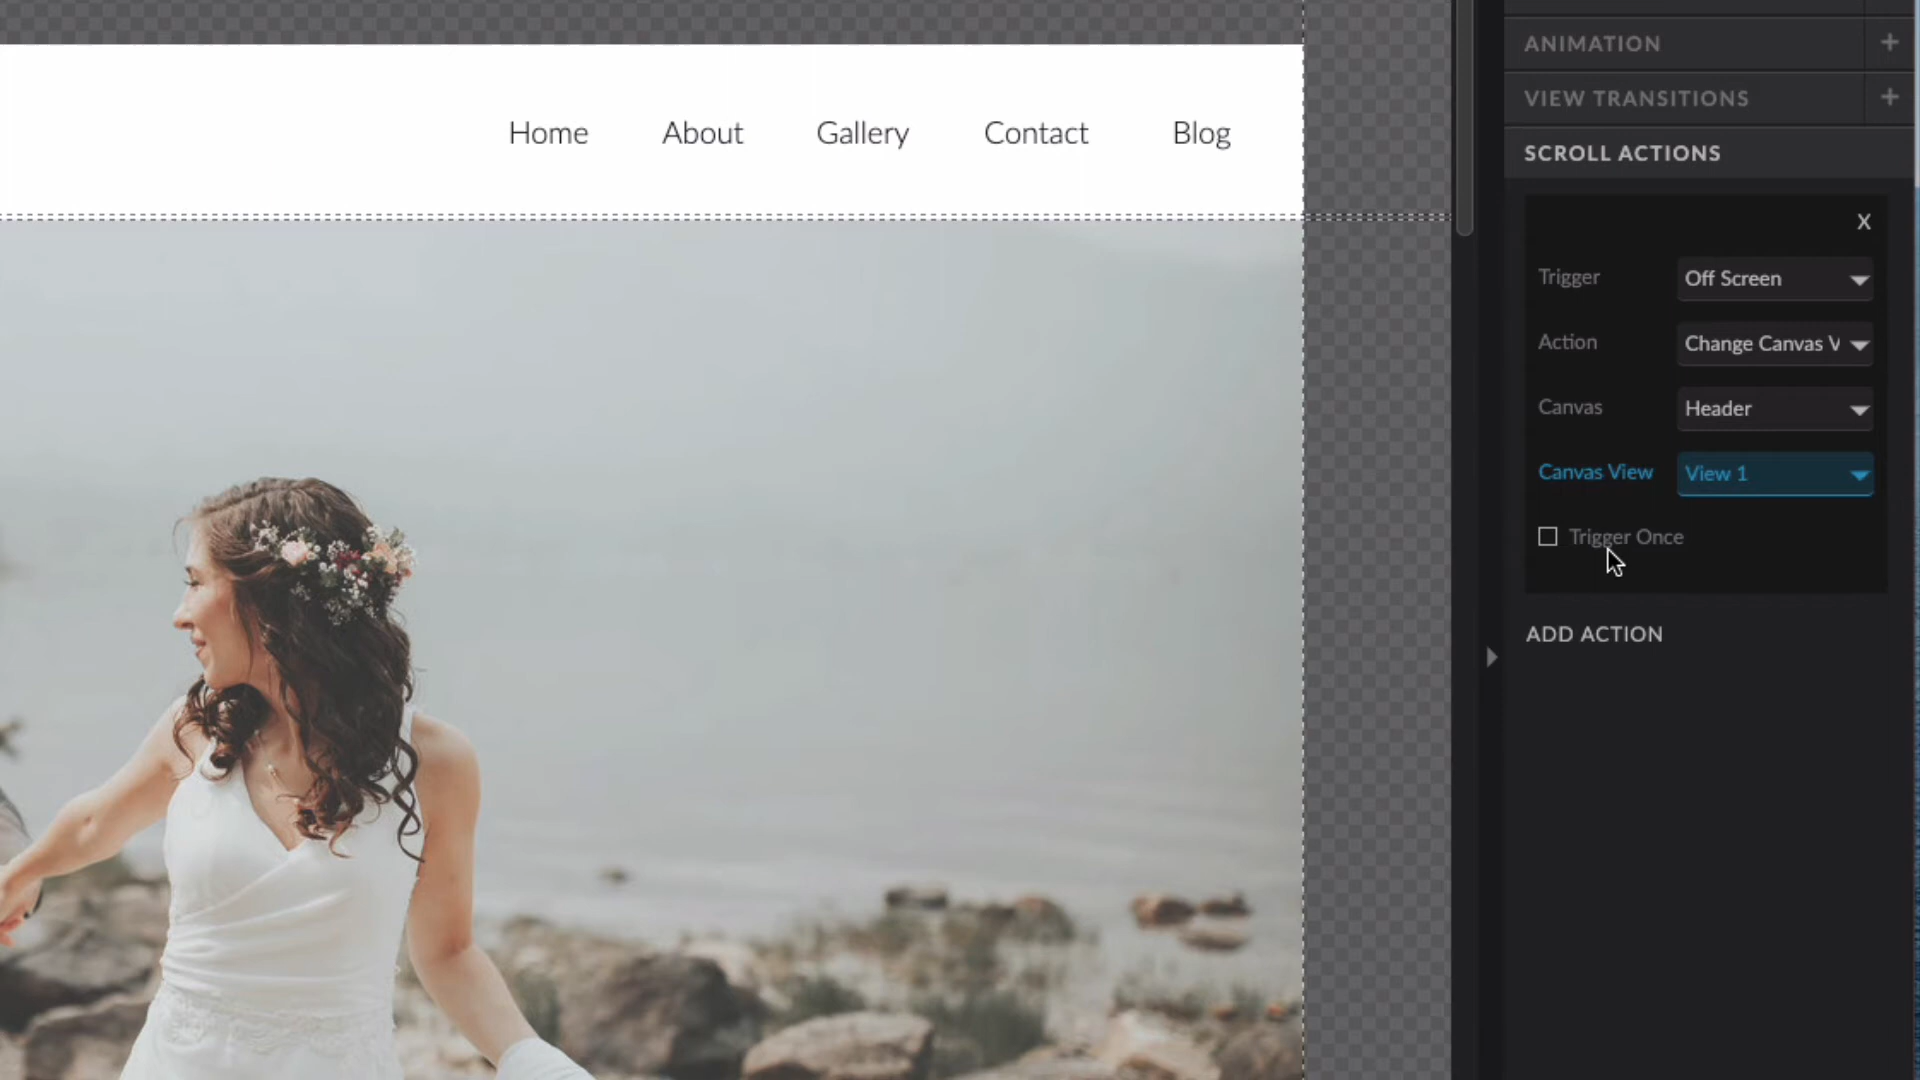 Home About Gallery Contact Blog
ANIMATION +
VIEW TRANSITIONS +
SCROLL ACTIONS
X
Trigger Off Screen
Action Change Canvas V
Canvas Header
Canvas View View 1
Trigger Once
ADD ACTION